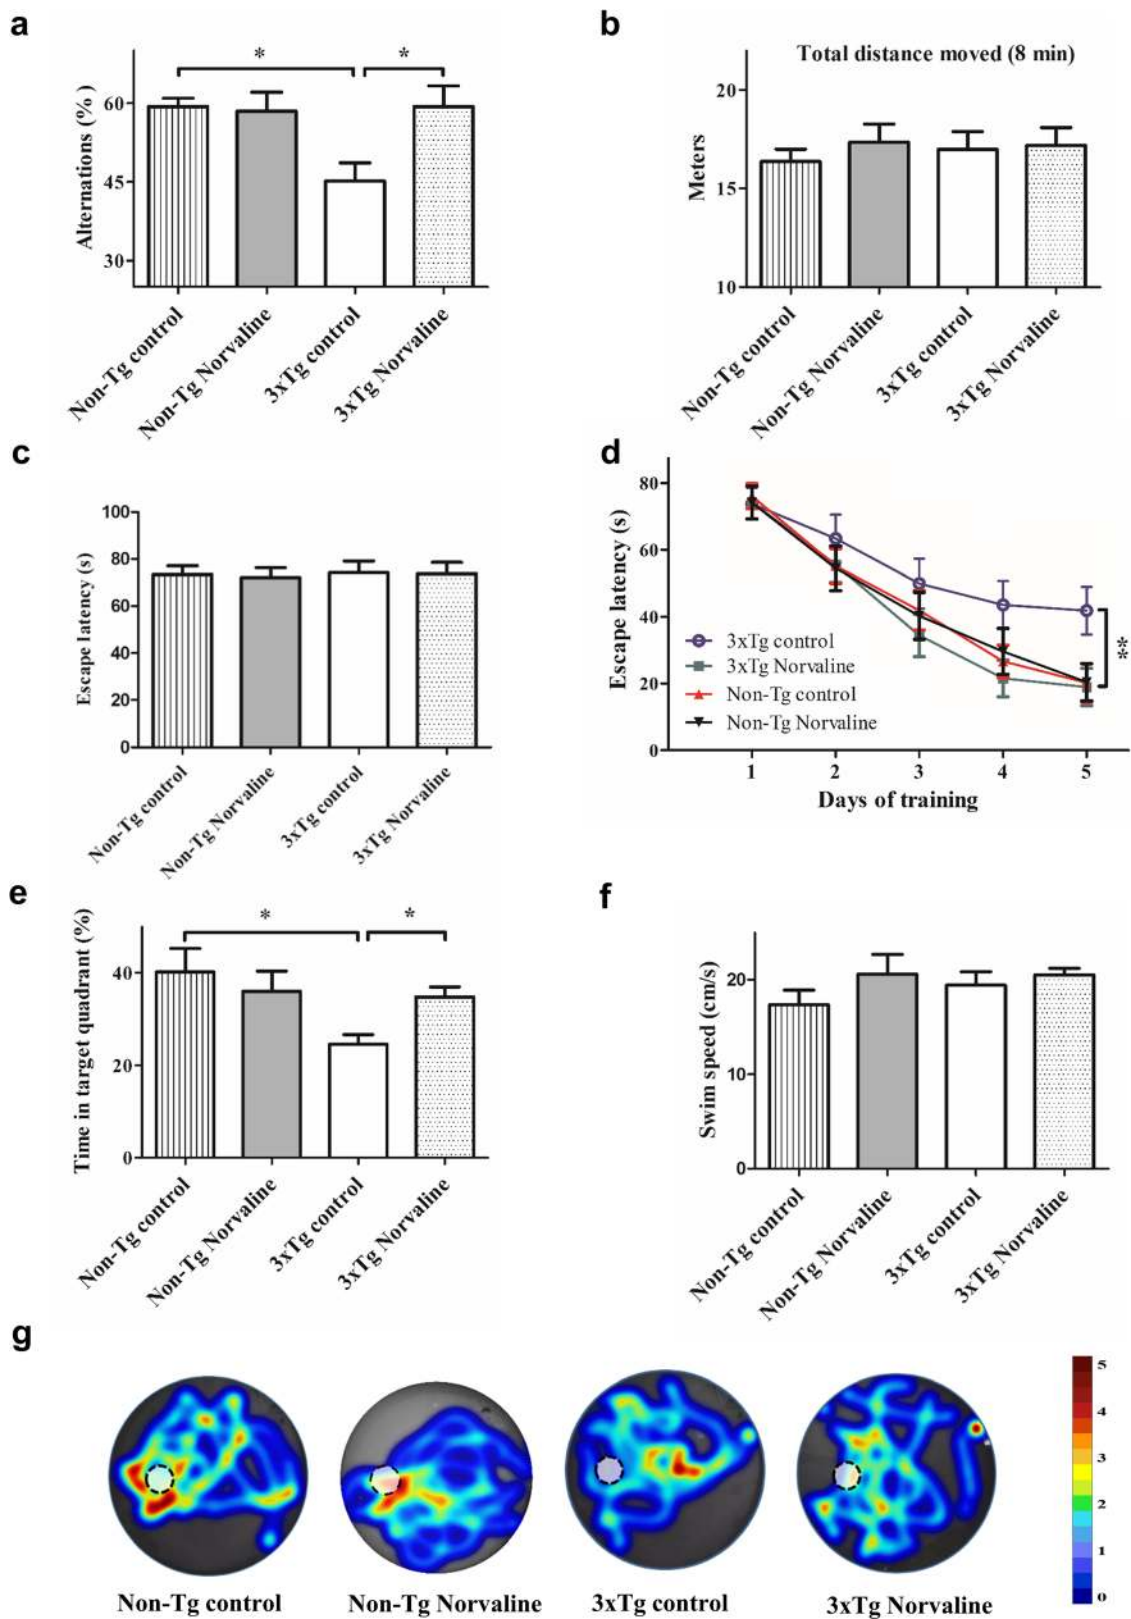 a
*
*
Alternations (%)
60
45
30
Non-Tg control
Non-Tg Norvaline
3xTg control
3xTg Norvaline
b
Total distance moved (8 min)
Meters
20
15
10
Non-Tg control
Non-Tg Norvaline
3xTg control
3xTg Norvaline
c
Escape latency (s)
100
80
60
40
20
0
Non-Tg control
Non-Tg Norvaline
3xTg control
3xTg Norvaline
d
Escape latency (s)
80
60
40
20
0
3xTg control
3xTg Norvaline
Non-Tg control
Non-Tg Norvaline
**
1 2 3 4 5
Days of training
e
*
*
Time in target quadrant (%)
40
20
0
Non-Tg control
Non-Tg Norvaline
3xTg control
3xTg Norvaline
f
Swim speed (cm/s)
20
10
0
Non-Tg control
Non-Tg Norvaline
3xTg control
3xTg Norvaline
g
5
4
3
2
1
0
Non-Tg control
Non-Tg Norvaline
3xTg control
3xTg Norvaline